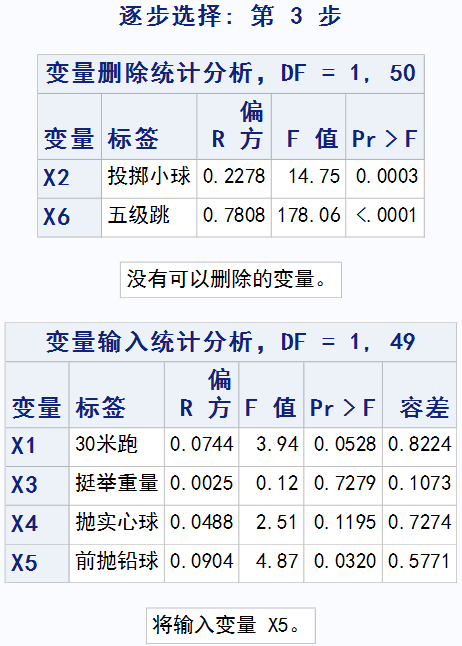 逐步选择: 第 3 步
变量删除统计分析, DF = 1, 50
变量 标签 偏 R 方 F 值 Pr > F
X2 投掷小球 0.2278 14.75 0.0003
X6 五级跳 0.7808 178.06 <.0001
没有可以删除的变量。
变量输入统计分析, DF = 1, 49
变量 标签 偏 R 方 F 值 Pr > F 容差
X1 30米跑 0.0744 3.94 0.0528 0.8224
X3 挺举重量 0.0025 0.12 0.7279 0.1073
X4 抛实心球 0.0488 2.51 0.1195 0.7274
X5 前抛铅球 0.0904 4.87 0.0320 0.5771
将输入变量 X5。